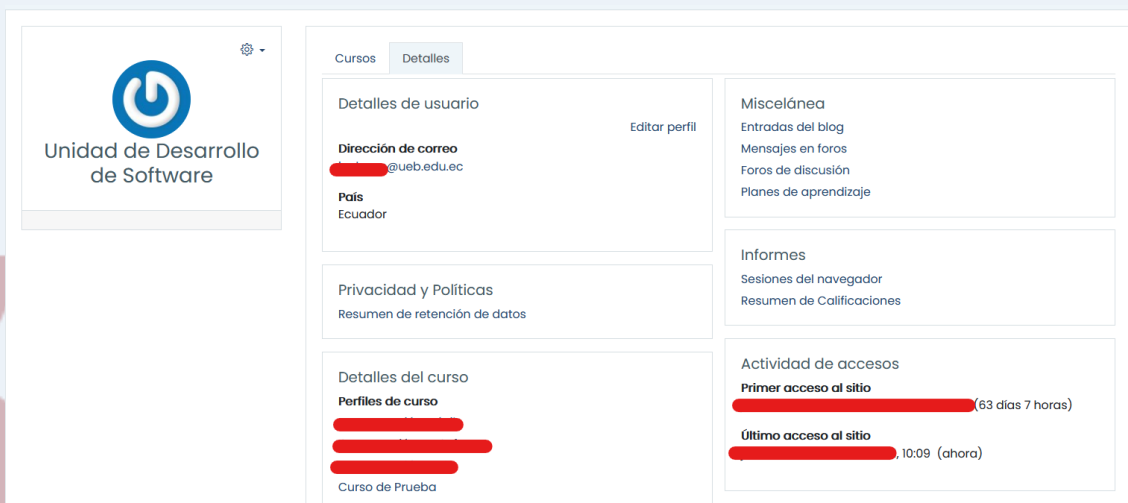 Unidad de Desarrollo
de Software
Cursos
Detalles
Detalles de usuario
Editar perfil
Dirección de correo
@ueb.edu.ec
País
Ecuador
Privacidad y Políticas
Resumen de retención de datos
Detalles del curso
Perfiles de curso
Curso de Prueba
Miscelánea
Entradas del blog
Mensajes en foros
Foros de discusión
Planes de aprendizaje
Informes
Sesiones del navegador
Resumen de Calificaciones
Actividad de accesos
Primer acceso al sitio
(63 días 7 horas)
Último acceso al sitio
, 10:09 (ahora)